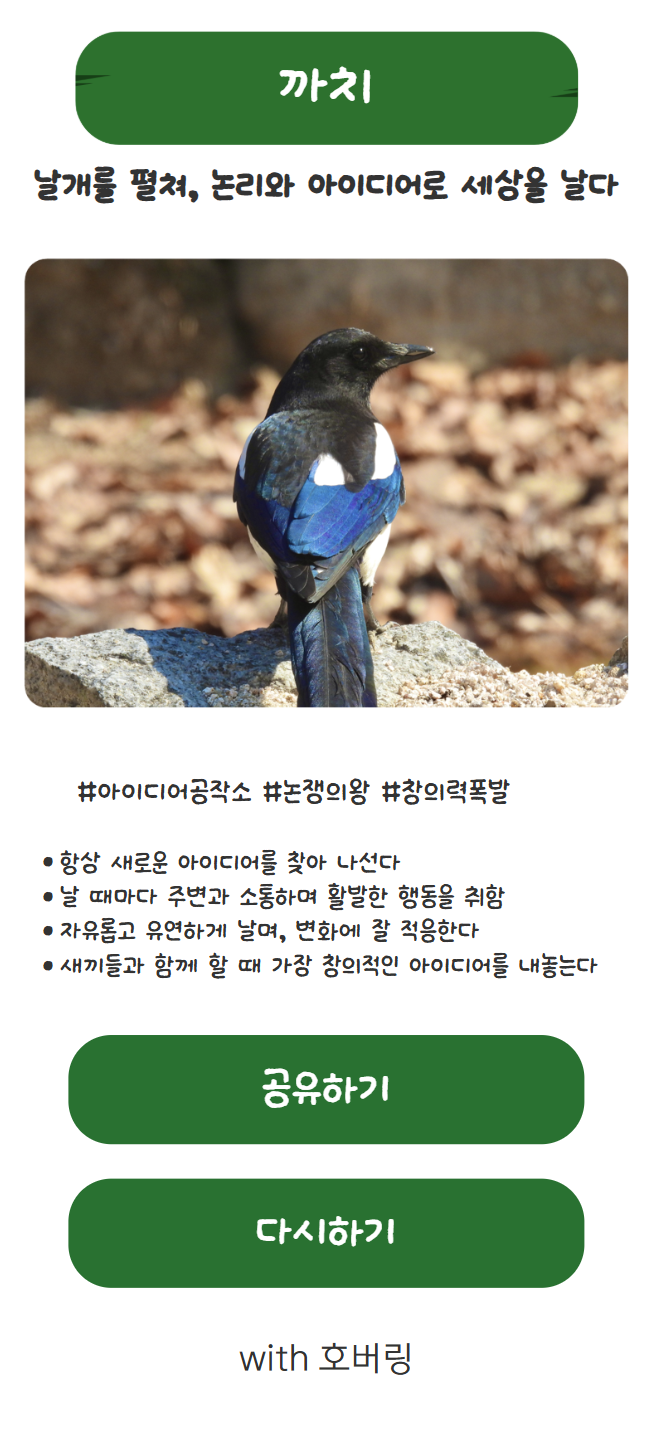 까치
날개를 펼쳐, 논리와 아이디어로 세상을 날다
#아이디어공작소 #논쟁의왕 #창의력폭발
• 항상 새로운 아이디어를 찾아 나선다
• 날 때마다 주변과 소통하며 활발한 행동을 취함
• 자유롭고 유연하게 날며, 변화에 잘 적응한다
• 새끼들과 함께 할 때 가장 창의적인 아이디어를 내놓는다
공유하기
다시하기
with 호버링